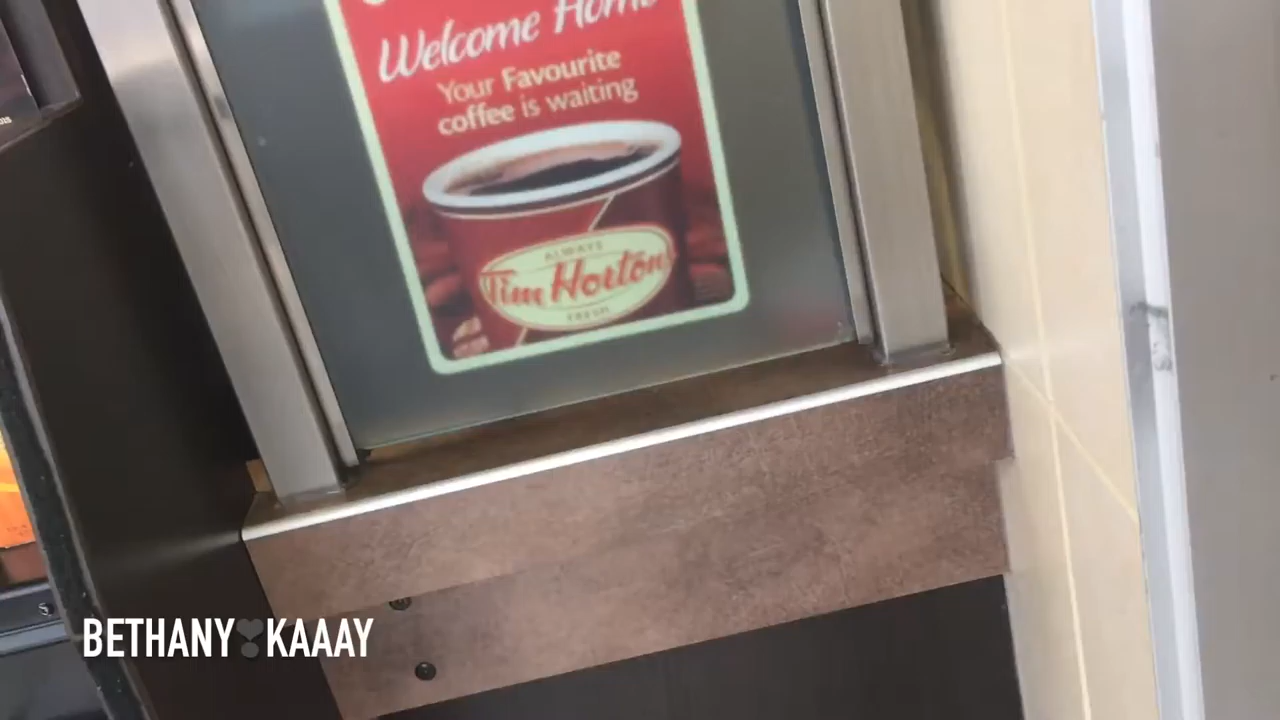 Welcome Home
Your Favourite
coffee is waiting
ALWAYS
Tim Hortons
FRESH
BETHANY❣KAAAY